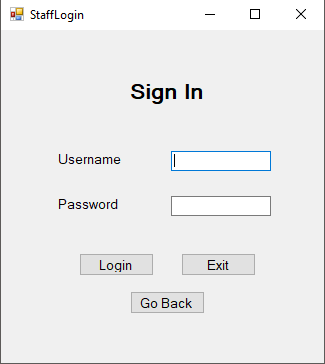 StaffLogin
Sign In
Username
Password
Login Exit
Go Back